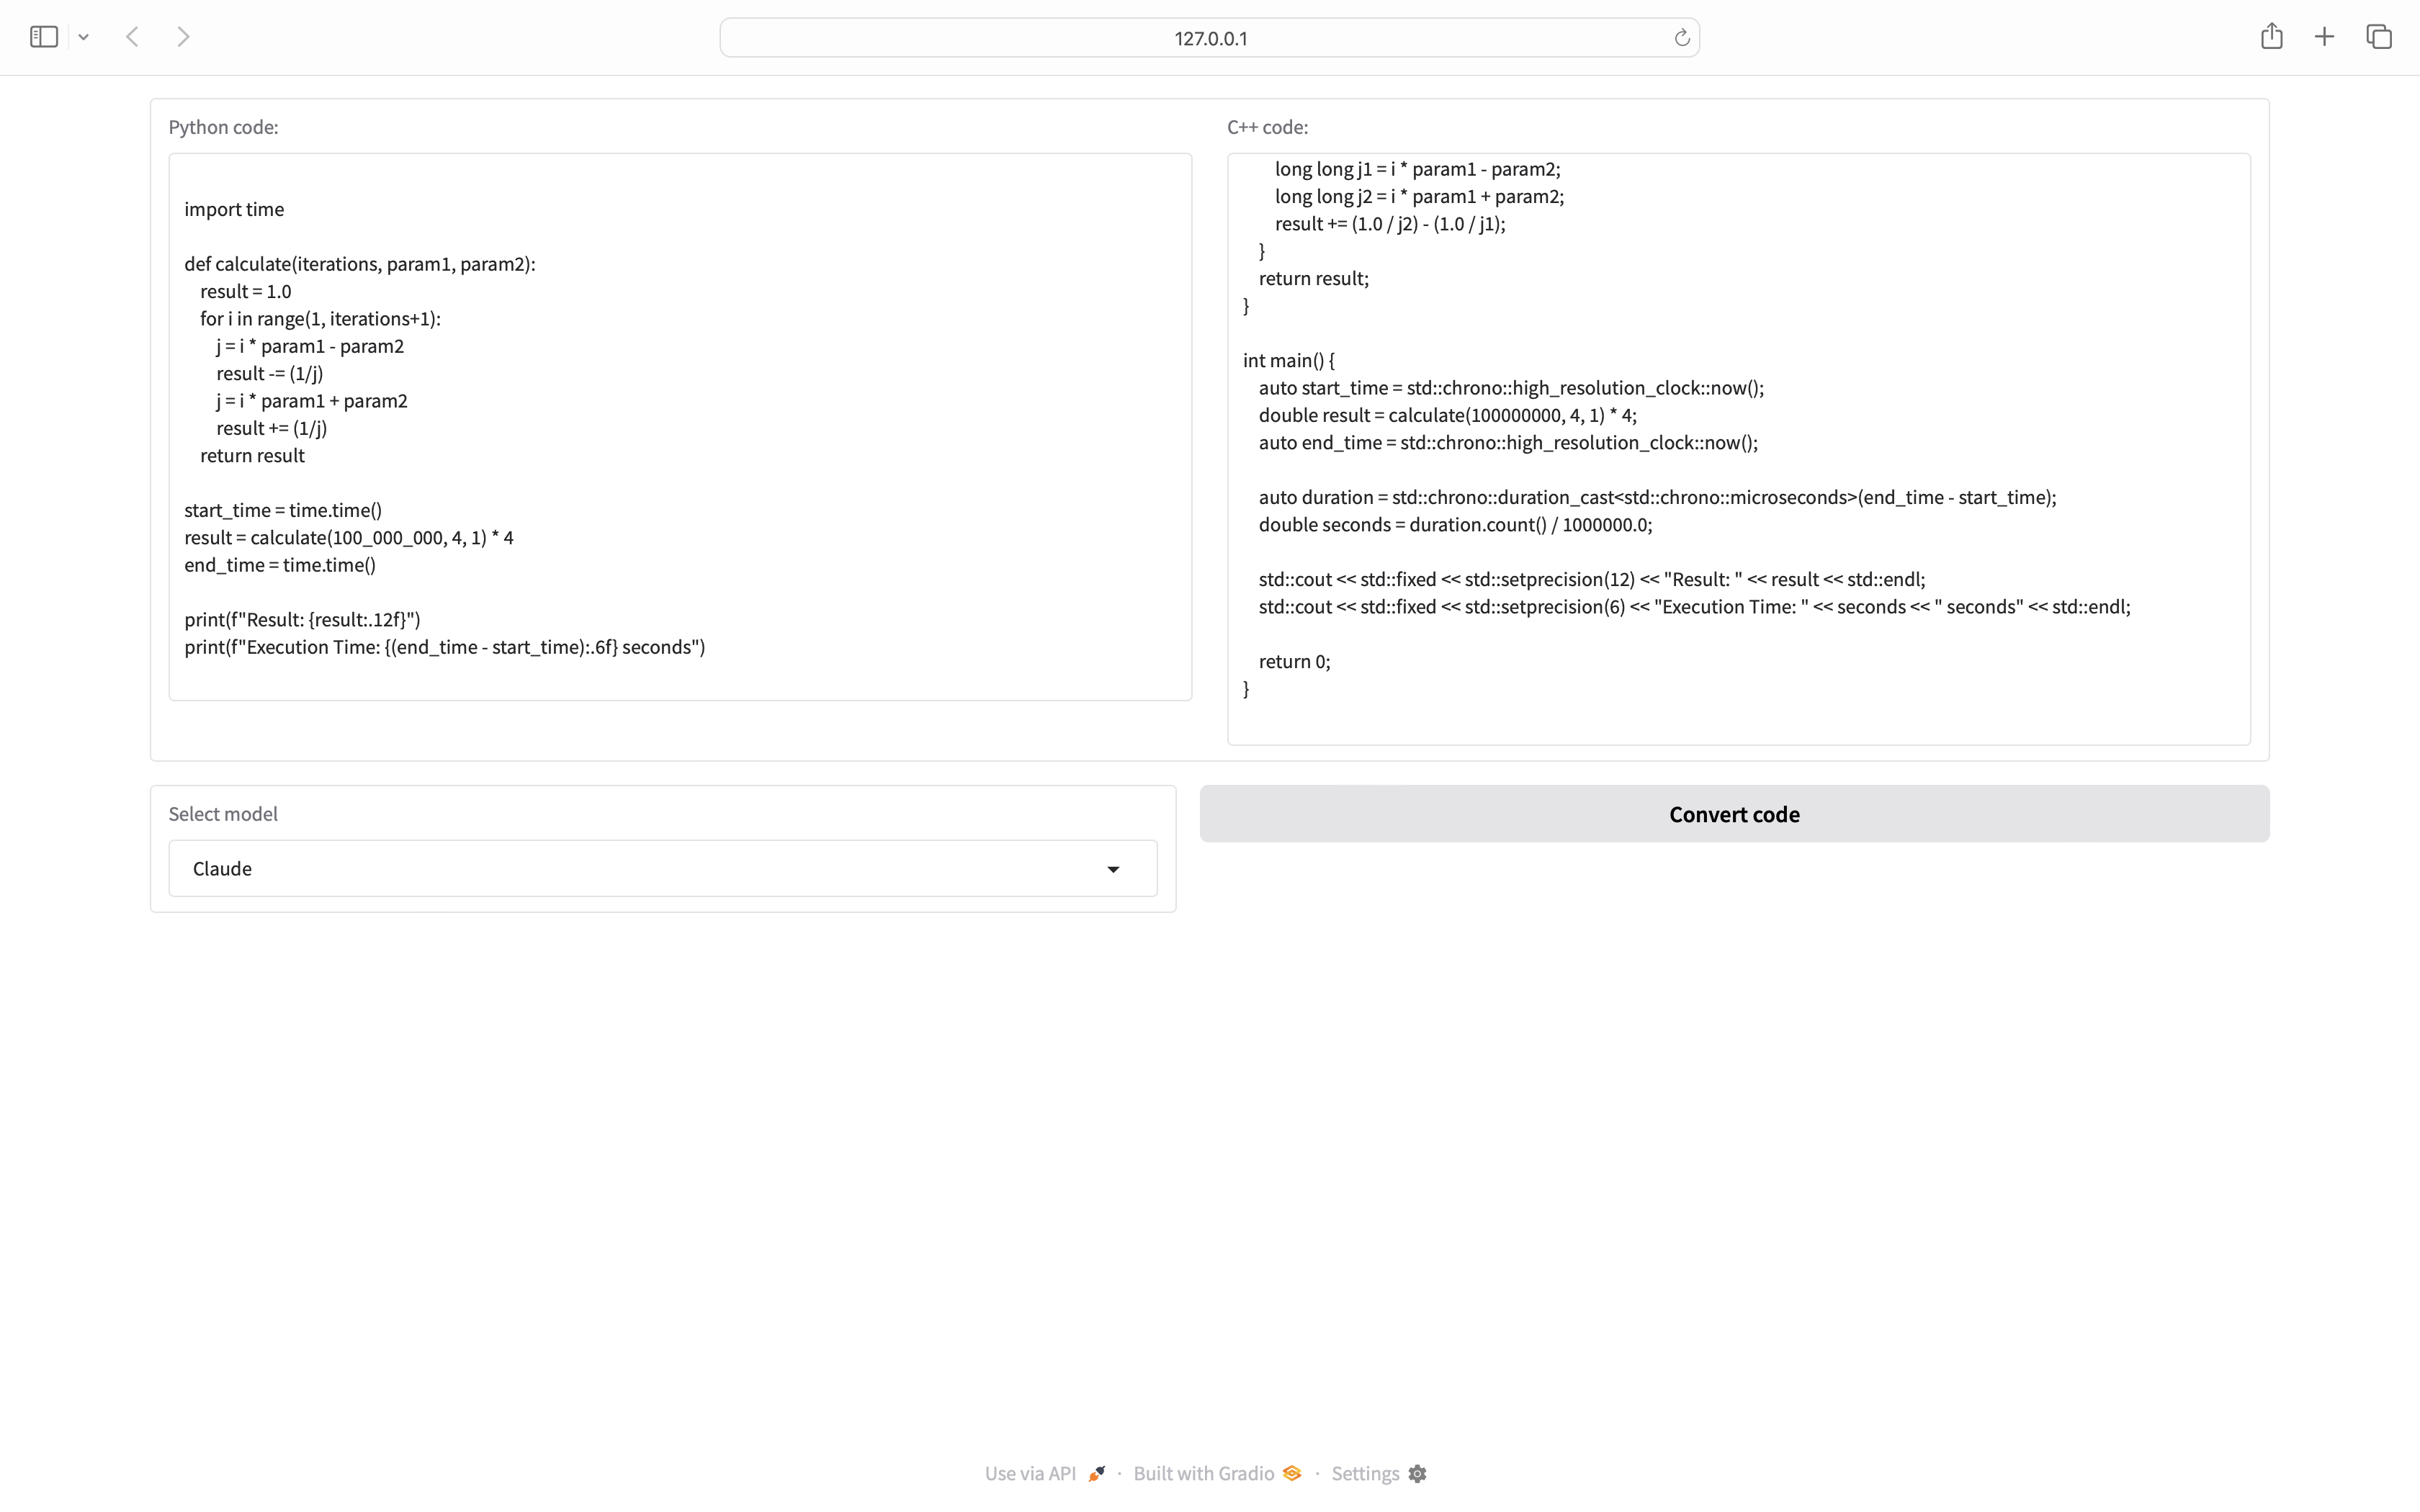 127.0.0.1
Python code:
import time
def calculate(iterations, param1, param2):
    result = 1.0
    for i in range(1, iterations+1):
        j = i * param1 - param2
        result -= (1/j)
        j = i * param1 + param2
        result += (1/j)
    return result
start_time = time.time()
result = calculate(100_000_000, 4, 1) * 4
end_time = time.time()
print(f"Result: {result:.12f}")
print(f"Execution Time: {(end_time - start_time):.6f} seconds")
C++ code:
        long long j1 = i * param1 - param2;
        long long j2 = i * param1 + param2;
        result += (1.0 / j2) - (1.0 / j1);
    }
    return result;
}
int main() {
    auto start_time = std::chrono::high_resolution_clock::now();
    double result = calculate(100000000, 4, 1) * 4;
    auto end_time = std::chrono::high_resolution_clock::now();
    auto duration = std::chrono::duration_cast<std::chrono::microseconds>(end_time - start_time);
    double seconds = duration.count() / 1000000.0;
    std::cout << std::fixed << std::setprecision(12) << "Result: " << result << std::endl;
    std::cout << std::fixed << std::setprecision(6) << "Execution Time: " << seconds << " seconds" << std::endl;
    return 0;
}
Select model
Claude
Convert code
Use via API · Built with Gradio · Settings